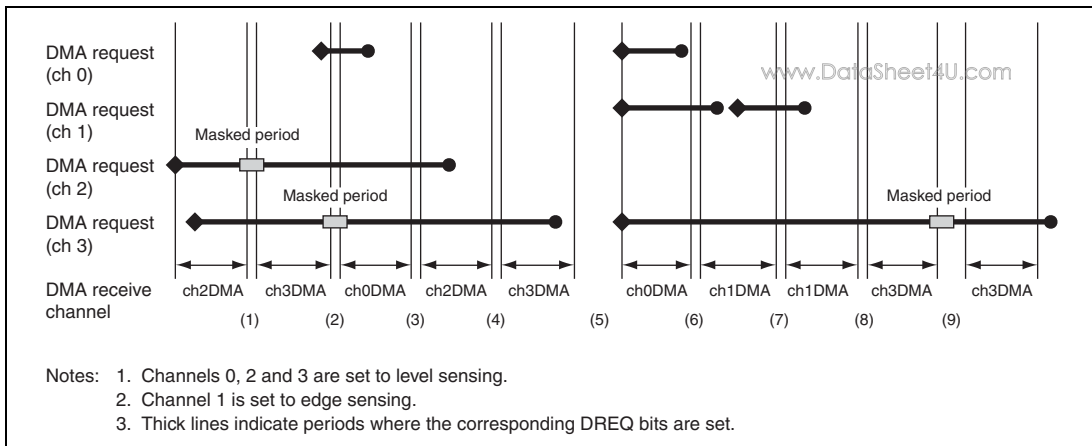 DMA request
(ch 0)
www.DataSheet4U.com
DMA request
(ch 1)
Masked period
DMA request
(ch 2)
Masked period
Masked period
DMA request
(ch 3)
DMA receive
channel
ch2DMA ch3DMA ch0DMA ch2DMA ch3DMA ch0DMA ch1DMA ch1DMA ch3DMA ch3DMA
(1) (2) (3) (4) (5) (6) (7) (8) (9)
Notes: 1. Channels 0, 2 and 3 are set to level sensing.
2. Channel 1 is set to edge sensing.
3. Thick lines indicate periods where the corresponding DREQ bits are set.